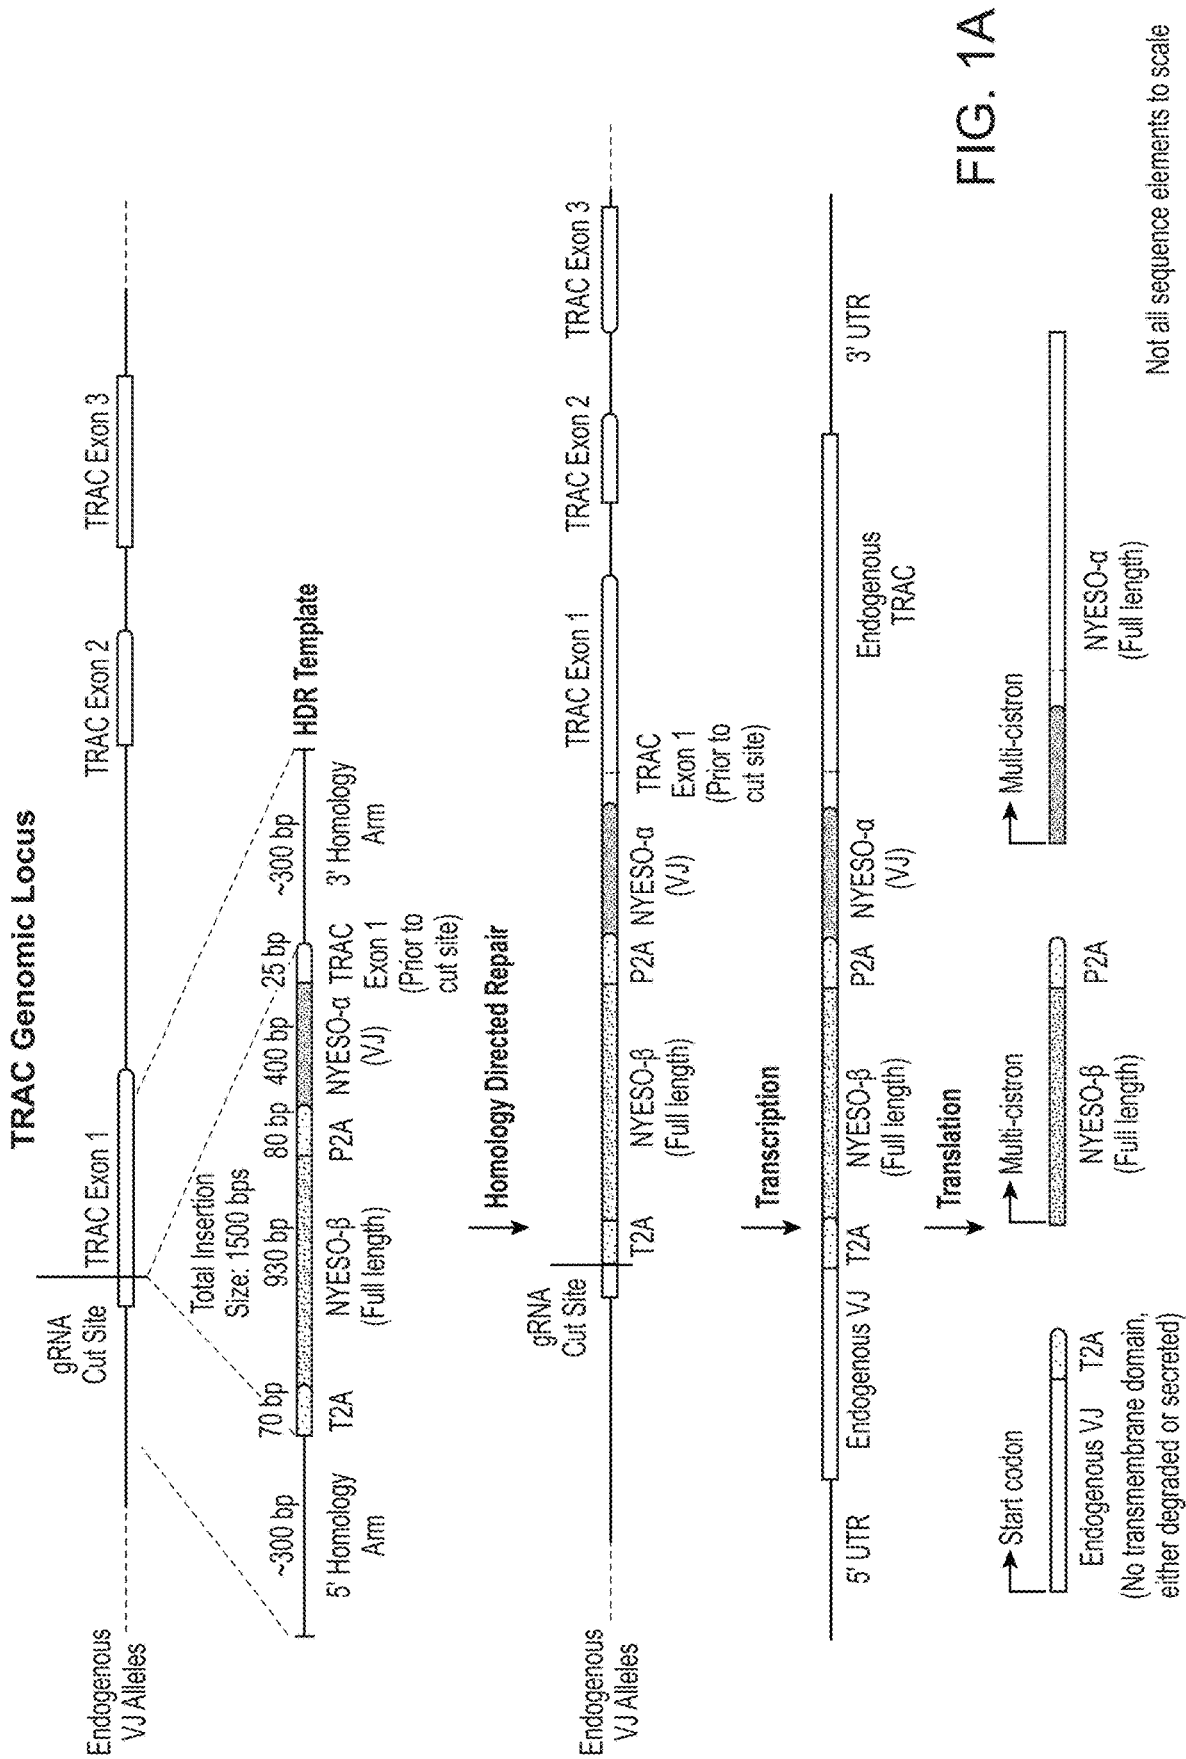 TRAC Genomic Locus
gRNA
Cut Site
TRAC Exon 1
TRAC Exon 2
TRAC Exon 3
Endogenous
VJ Alleles
Total Insertion
Size: 1500 bps
~300 bp
70 bp
930 bp
80 bp
400 bp
25 bp
~300 bp
HDR Template
5' Homology
Arm
T2A
NYESO-β
(Full length)
P2A
NYESO-α
(VJ)
TRAC
Exon 1
(Prior to
cut site)
3' Homology
Arm
Homology Directed Repair
gRNA
Cut Site
TRAC Exon 1
TRAC Exon 2
TRAC Exon 3
Endogenous
VJ Alleles
T2A
NYESO-β
(Full length)
P2A
NYESO-α
(VJ)
TRAC
Exon 1
(Prior to
cut site)
Transcription
5' UTR
Endogenous VJ
T2A
NYESO-β
(Full length)
P2A
NYESO-α
(VJ)
Endogenous
TRAC
3' UTR
Translation
Start codon
Multi-cistron
Multi-cistron
Endogenous VJ
T2A
(No transmembrane domain,
either degraded or secreted)
NYESO-β
(Full length)
P2A
NYESO-α
(Full length)
FIG. 1A
Not all sequence elements to scale